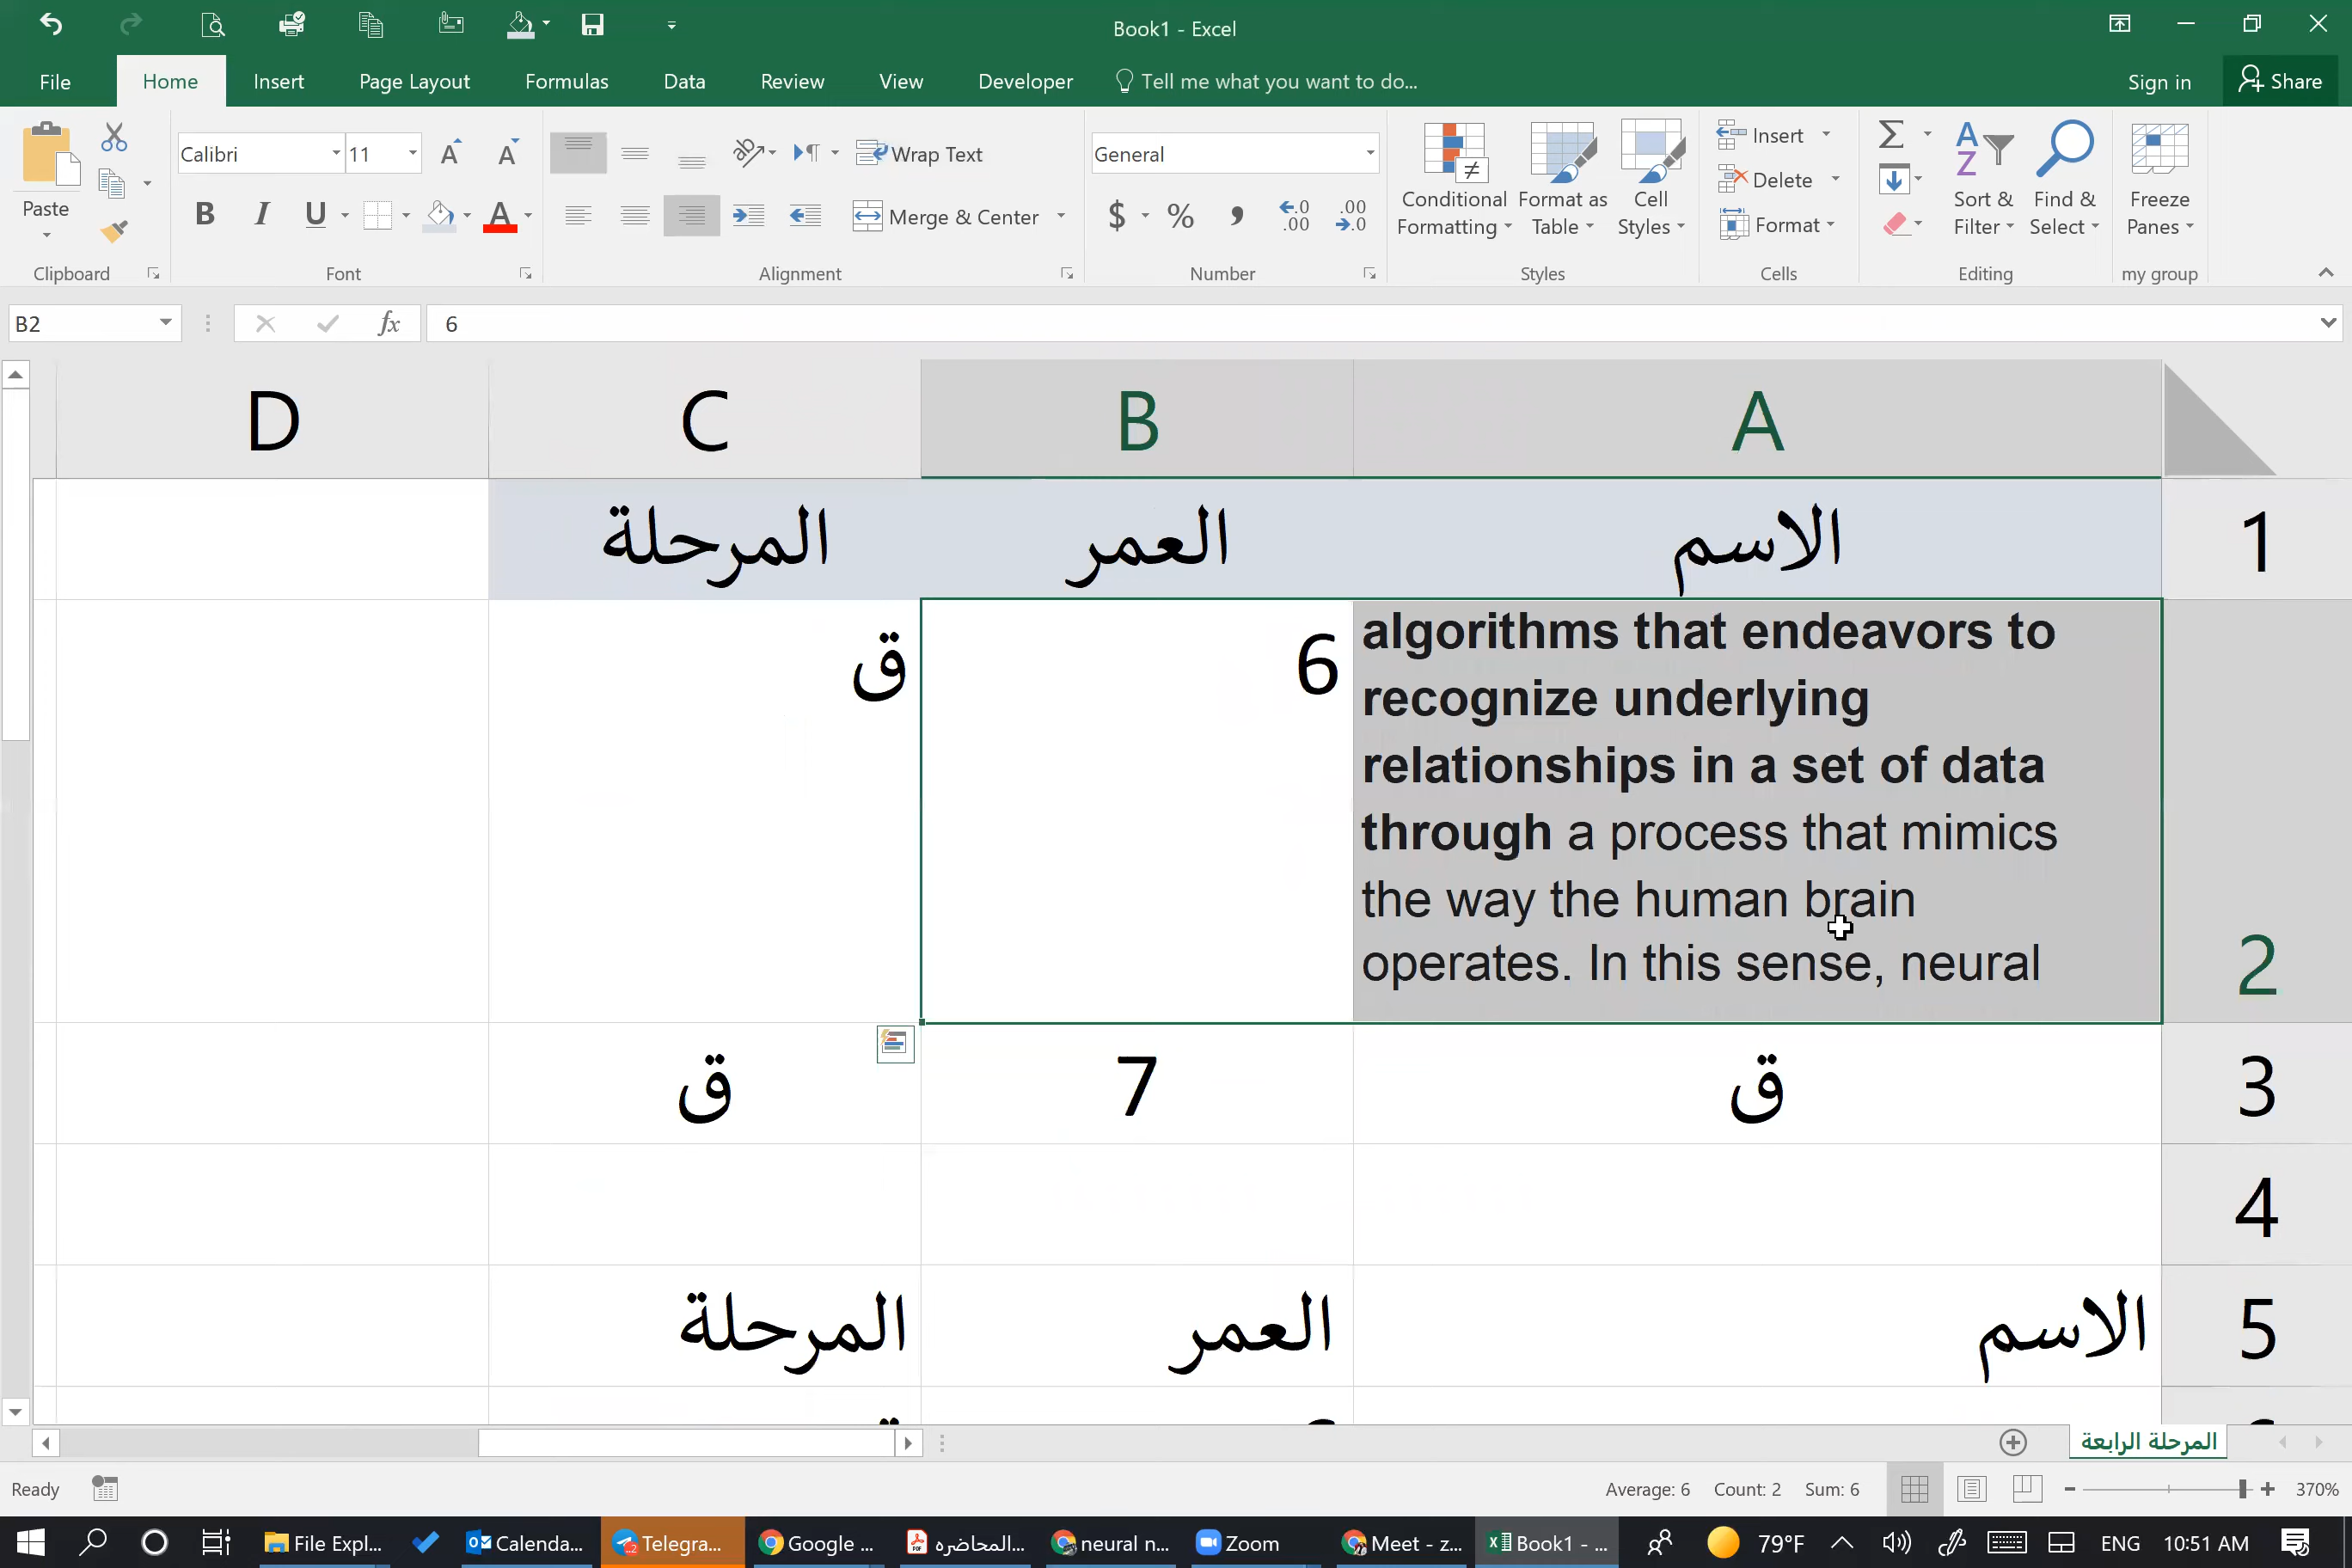 Book1 - Excel
File Home Insert Page Layout Formulas Data Review View Developer Tell me what you want to do... Sign in Share
Calibri 11 Wrap Text General Insert
Paste B I U Merge & Center $ % Delete
Conditional Formatting Format as Table Cell Styles Format Sort & Filter Find & Select Freeze Panes
Clipboard Font Alignment Number Styles Cells Editing my group
B2 fx 6
D C B A
1 الاسم العمر المرحلة
2
algorithms that endeavors to
recognize underlying
relationships in a set of data
through a process that mimics
the way the human brain
operates. In this sense, neural
6 ق
3 ق 7 ق
4
5 الاسم العمر المرحلة
المرحلة الرابعة
Ready Average: 6 Count: 2 Sum: 6 370%
File Expl... Calenda... Telegra... Google ... المحاضره... neural n... Zoom Meet - z... Book1 - ... 79°F ENG 10:51 AM